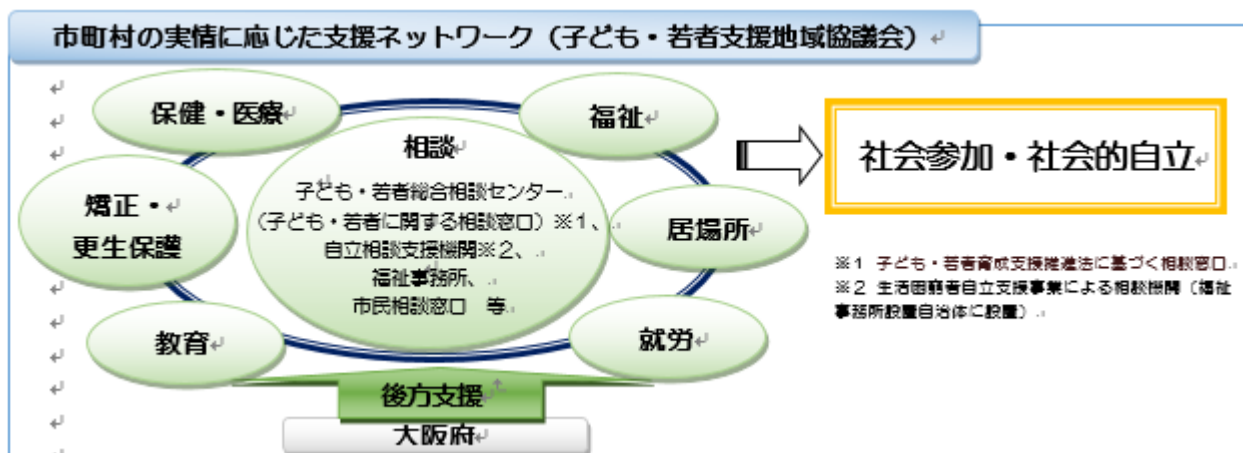 市町村の実情に応じた支援ネットワーク（子ども・若者支援地域協議会）
保健・医療
福祉
矯正・
更生保護
相談
子ども・若者総合相談センター
（子ども・若者に関する相談窓口）※1、
自立相談支援機関※2、
福祉事務所、
市民相談窓口　等
居場所
教育
就労
後方支援
大阪府
社会参加・社会的自立
※1 子ども・若者育成支援推進法に基づく相談窓口
※2 生活困窮者自立支援事業による相談機関（福祉
事務所設置自治体に設置）